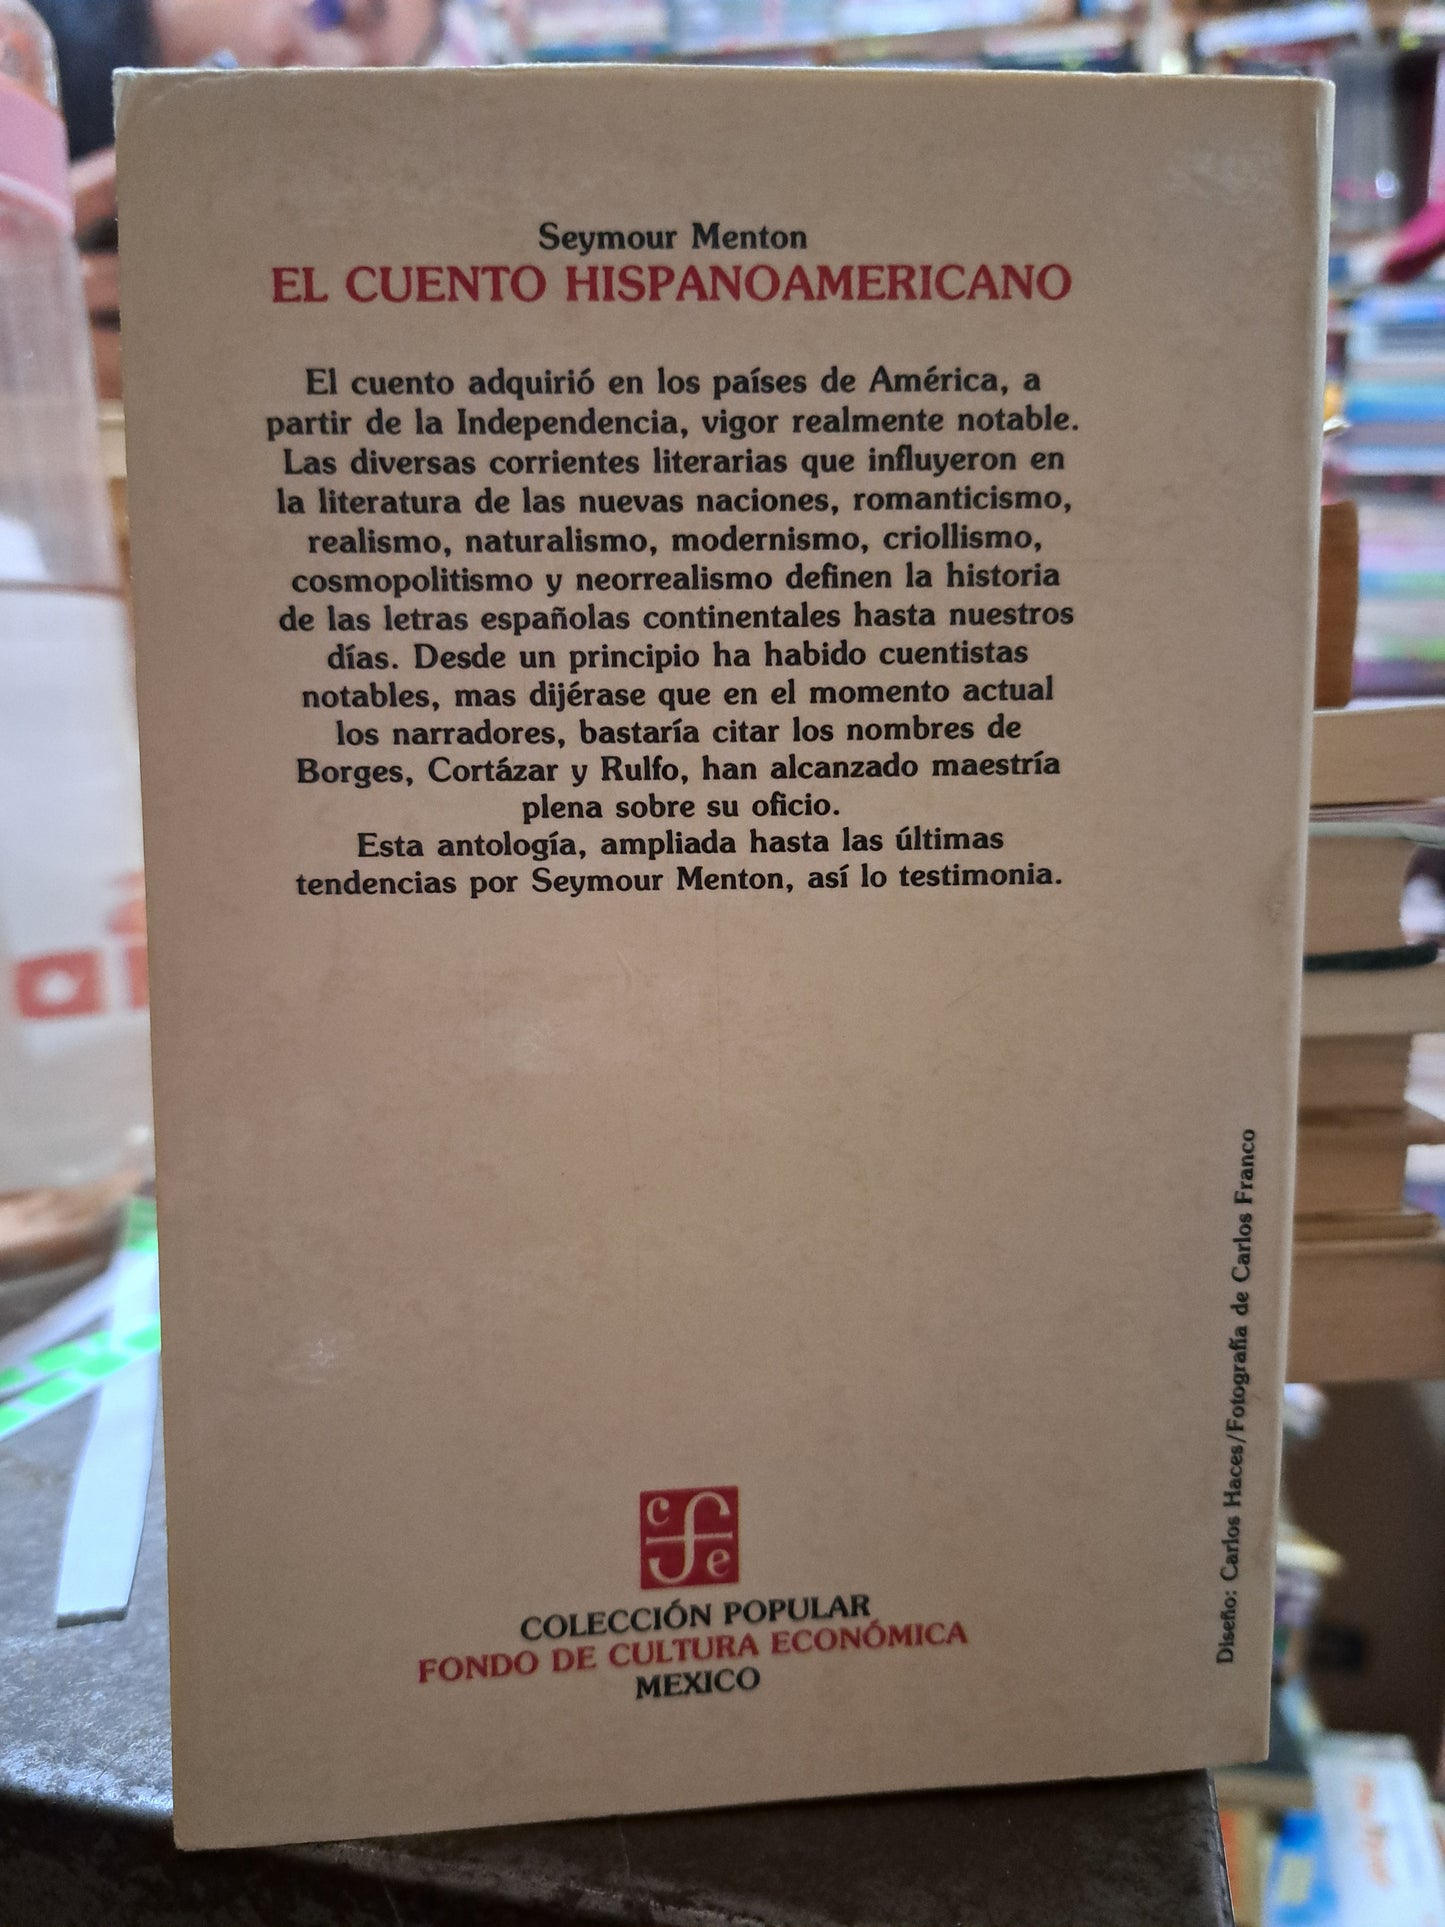 Seymour Menton
EL CUENTO HISPANOAMERICANO
El cuento adquirió en los países de América, a
partir de la Independencia, vigor realmente notable.
Las diversas corrientes literarias que influyeron en
la literatura de las nuevas naciones, romanticismo,
realismo, naturalismo, modernismo, criollismo,
cosmopolitismo y neorrealismo definen la historia
de las letras españolas continentales hasta nuestros
días. Desde un principio ha habido cuentistas
notables, mas dijérase que en el momento actual
los narradores, bastaría citar los nombres de
Borges, Cortázar y Rulfo, han alcanzado maestría
plena sobre su oficio.
Esta antología, ampliada hasta las últimas
tendencias por Seymour Menton, así lo testimonia.
c f e
COLECCIÓN POPULAR
FONDO DE CULTURA ECONÓMICA
MEXICO
Diseño: Carlos Haces/Fotografía de Carlos Franco